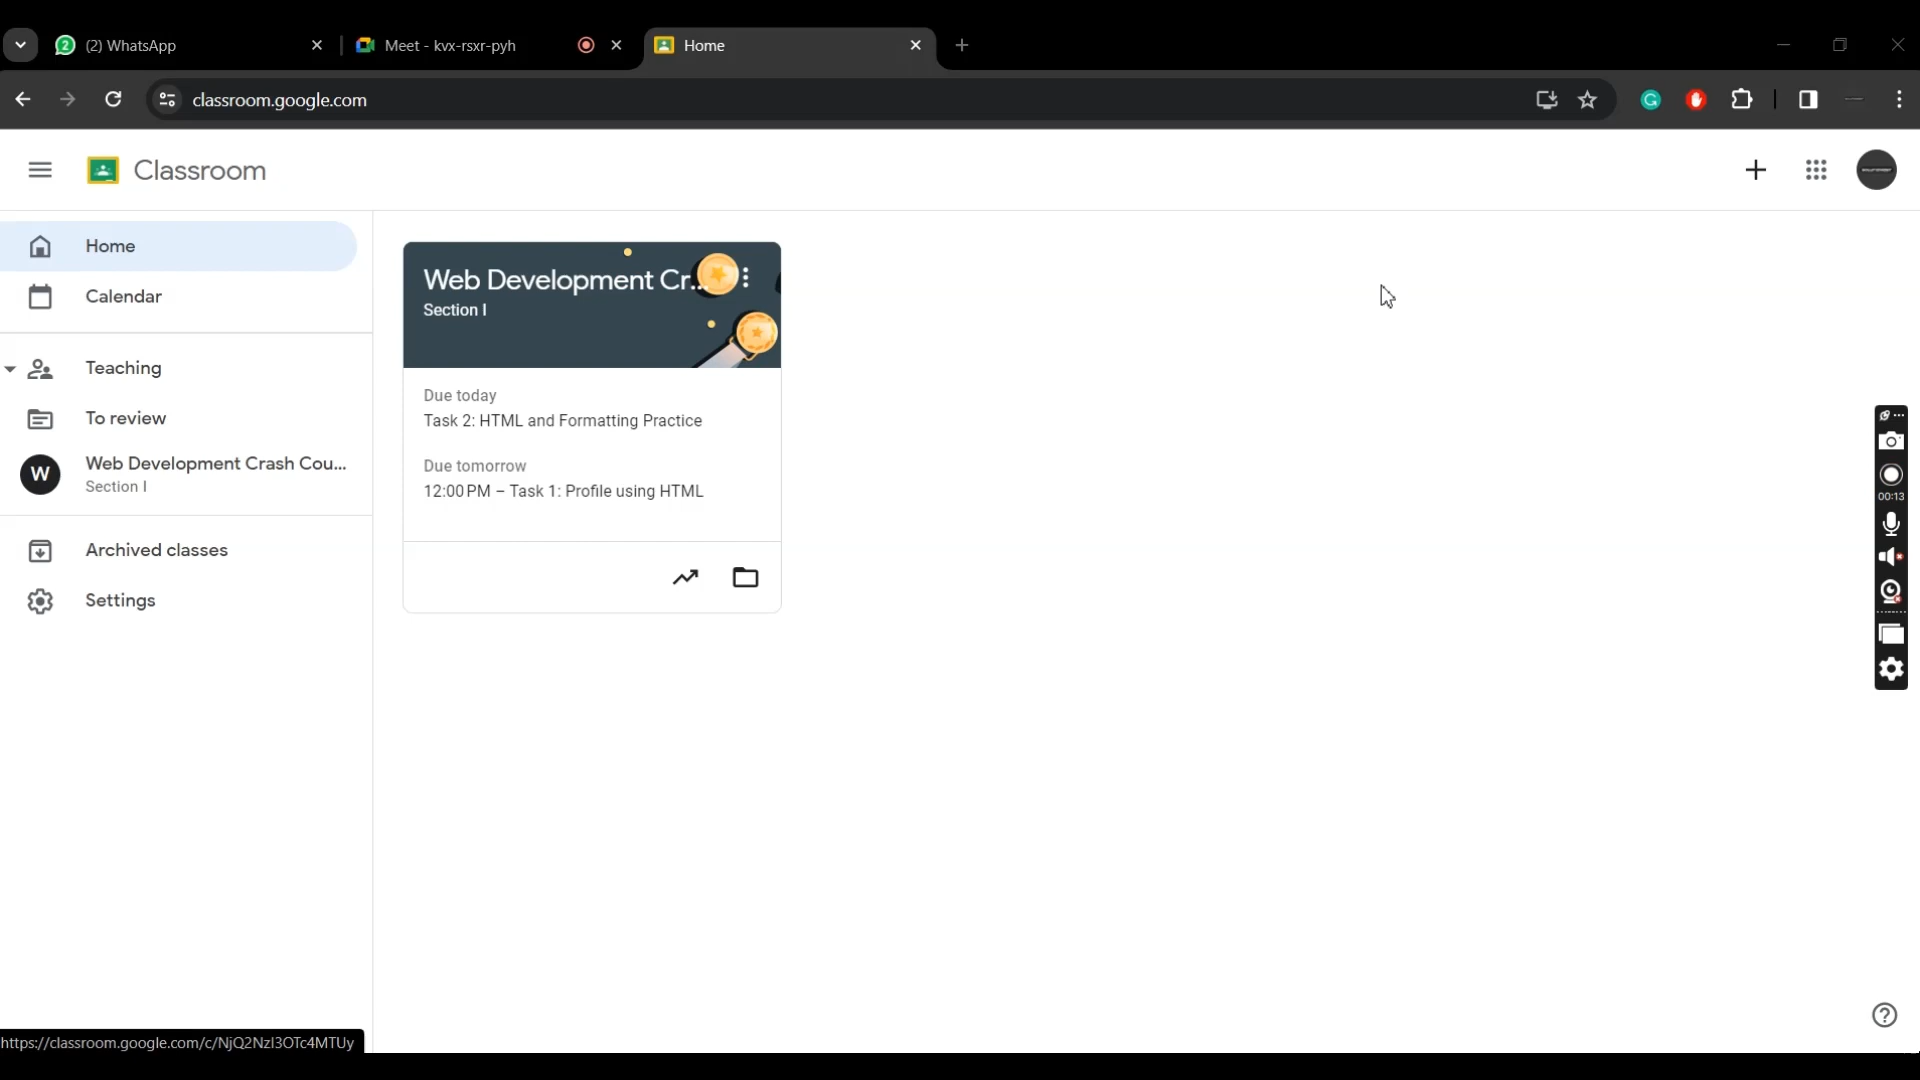 (2) WhatsApp
Meet - kvx-rsxr-pyh
Home
classroom.google.com
Classroom
Home
Calendar
Teaching
To review
W
Web Development Crash Cou...
Section I
Archived classes
Settings
Web Development Cr...
Section I
Due today
Task 2: HTML and Formatting Practice
Due tomorrow
12:00 PM – Task 1: Profile using HTML
00:13
https://classroom.google.com/c/NjQ2NzI3OTc4MTUy